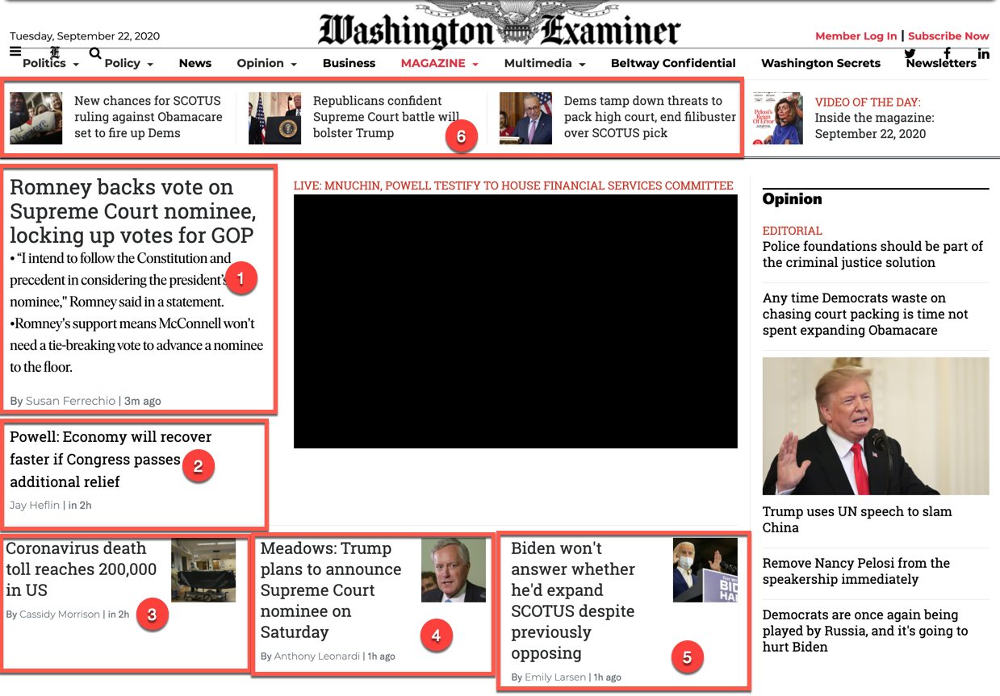 Washington Examiner
Tuesday, September 22, 2020
Member Log In | Subscribe Now
E
Politics Policy News Opinion Business MAGAZINE Multimedia Beltway Confidential Washington Secrets Newsletters
New chances for SCOTUS
ruling against Obamacare
set to fire up Dems
Republicans confident
Supreme Court battle will
bolster Trump
6
Dems tamp down threats to
pack high court, end filibuster
over SCOTUS pick
Pelosi's
Reign
Of Error
VIDEO OF THE DAY:
Inside the magazine:
September 22, 2020
Romney backs vote on
Supreme Court nominee,
locking up votes for GOP
• “I intend to follow the Constitution and
precedent in considering the president's
nominee," Romney said in a statement.
•Romney's support means McConnell won't
need a tie-breaking vote to advance a nominee
to the floor.
1
By Susan Ferrechio | 3m ago
LIVE: MNUCHIN, POWELL TESTIFY TO HOUSE FINANCIAL SERVICES COMMITTEE
Powell: Economy will recover
faster if Congress passes
additional relief
2
Jay Heflin | in 2h
Coronavirus death
toll reaches 200,000
in US
By Cassidy Morrison | in 2h
3
Meadows: Trump
plans to announce
Supreme Court
nominee on
Saturday
4
By Anthony Leonardi | 1h ago
Biden won't
answer whether
he'd expand
SCOTUS despite
previously
opposing
5
By Emily Larsen | 1h ago
BID
HA
Opinion
EDITORIAL
Police foundations should be part of
the criminal justice solution
Any time Democrats waste on
chasing court packing is time not
spent expanding Obamacare
Trump uses UN speech to slam
China
Remove Nancy Pelosi from the
speakership immediately
Democrats are once again being
played by Russia, and it's going to
hurt Biden